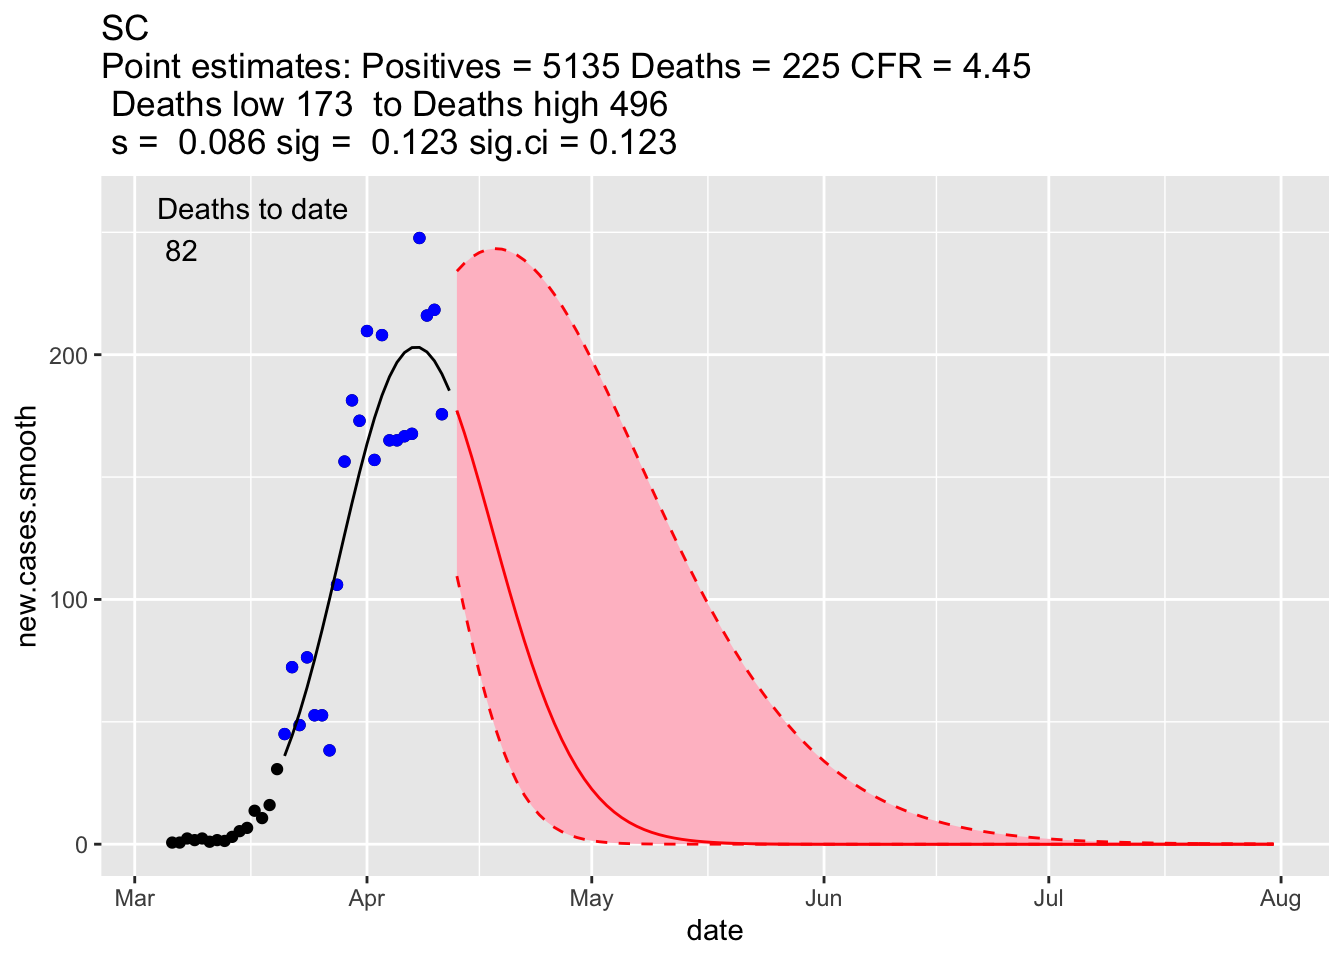 SC
Point estimates: Positives = 5135 Deaths = 225 CFR = 4.45
Deaths low 173  to Deaths high 496
s =  0.086 sig =  0.123 sig.ci = 0.123
Deaths to date
82
200
100
0
new.cases.smooth
Mar Apr May Jun Jul Aug
date